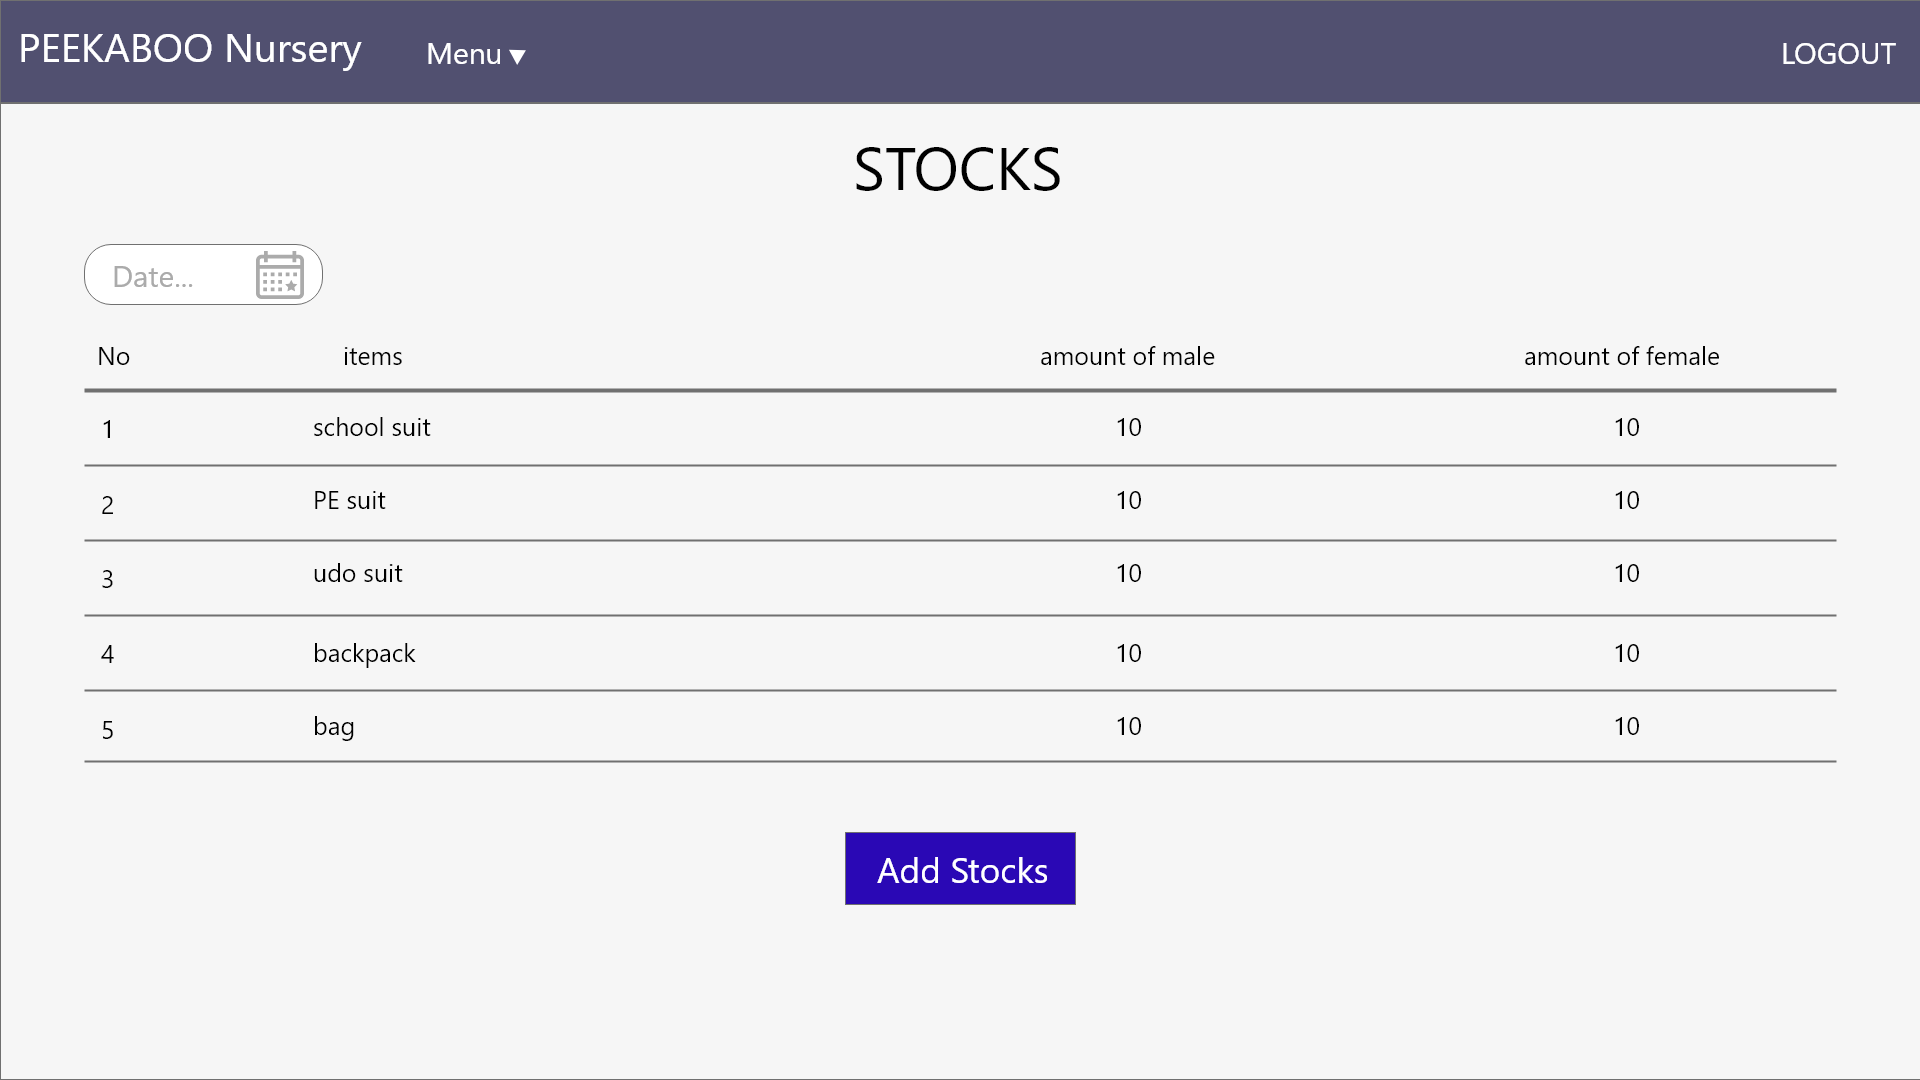 PEEKABOO Nursery Menu ▼ LOGOUT
STOCKS
Date...
No items amount of male amount of female
1 school suit 10 10
2 PE suit 10 10
3 udo suit 10 10
4 backpack 10 10
5 bag 10 10
Add Stocks